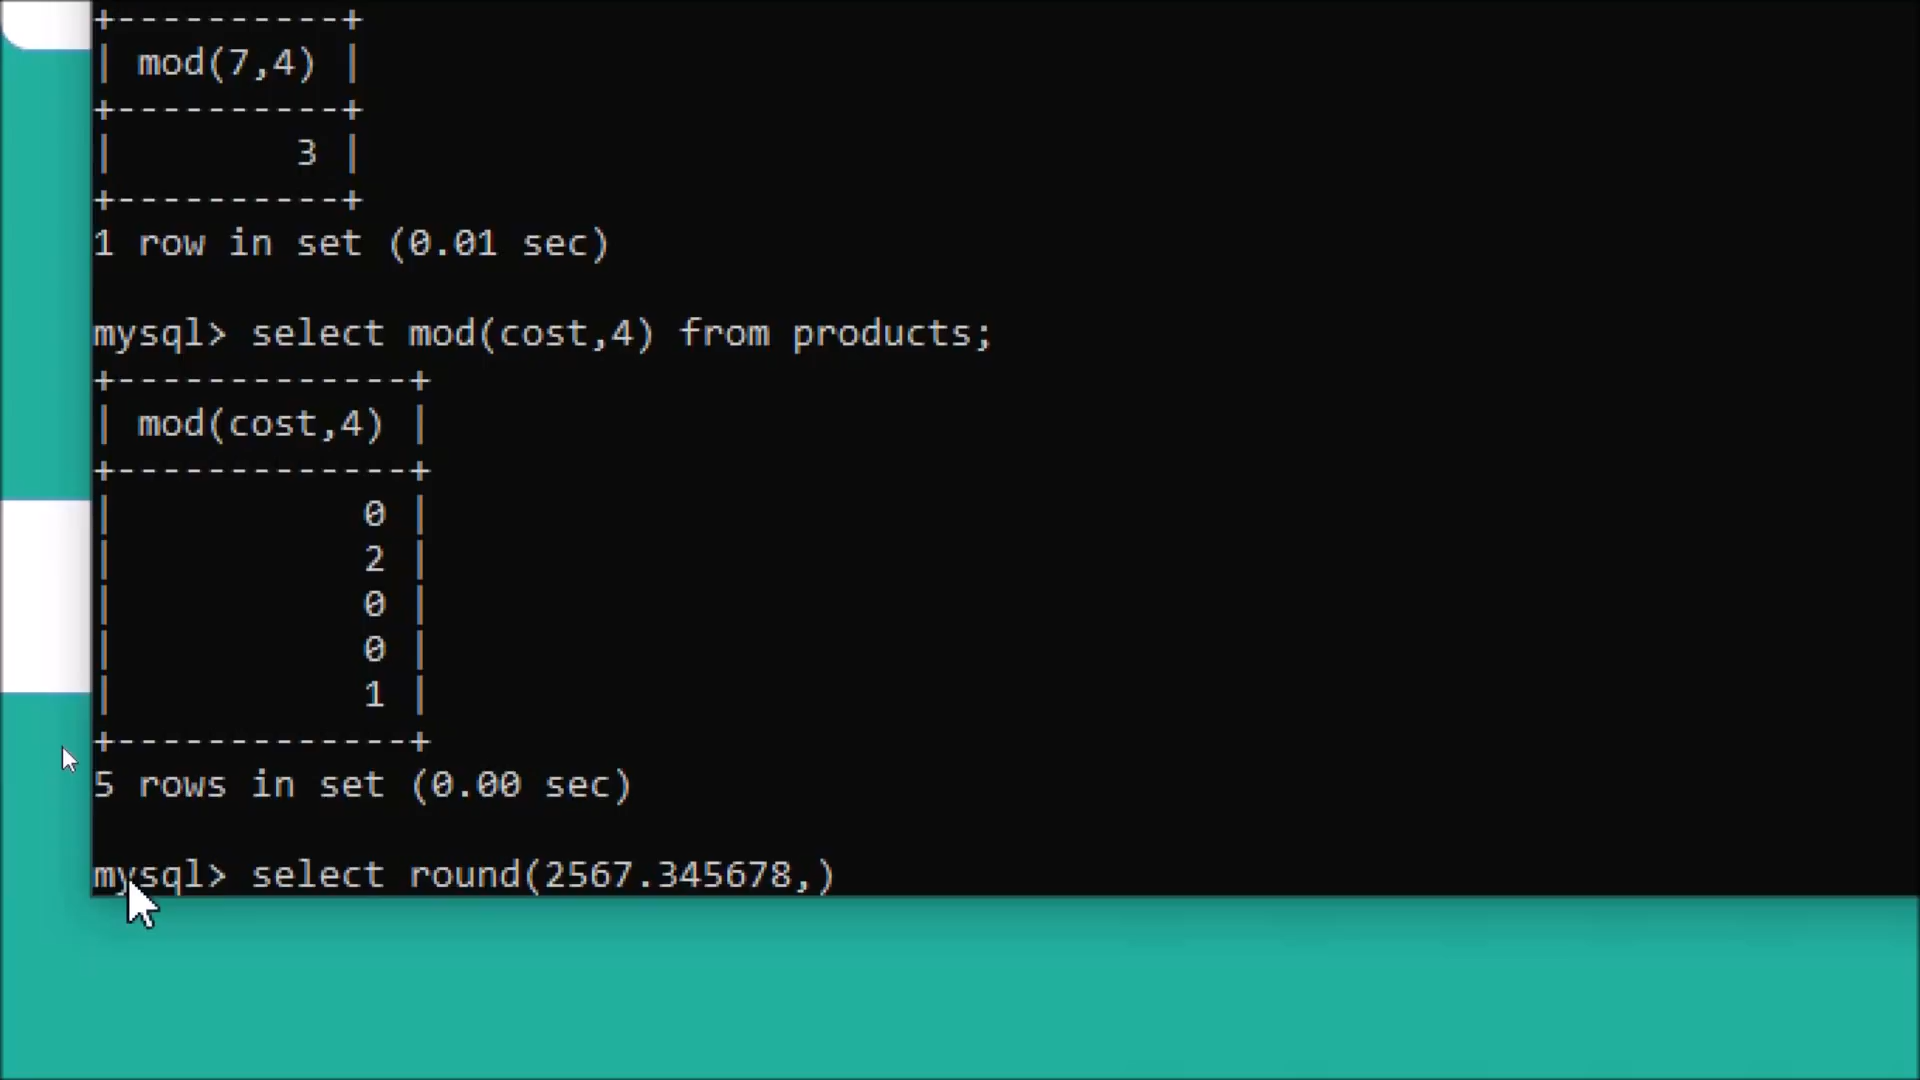 +----------+
| mod(7,4) |
+----------+
|        3 |
+----------+
1 row in set (0.01 sec)
mysql> select mod(cost,4) from products;
+-------------+
| mod(cost,4) |
+-------------+
|           0 |
|           2 |
|           0 |
|           0 |
|           1 |
+-------------+
5 rows in set (0.00 sec)
mysql> select round(2567.345678,)